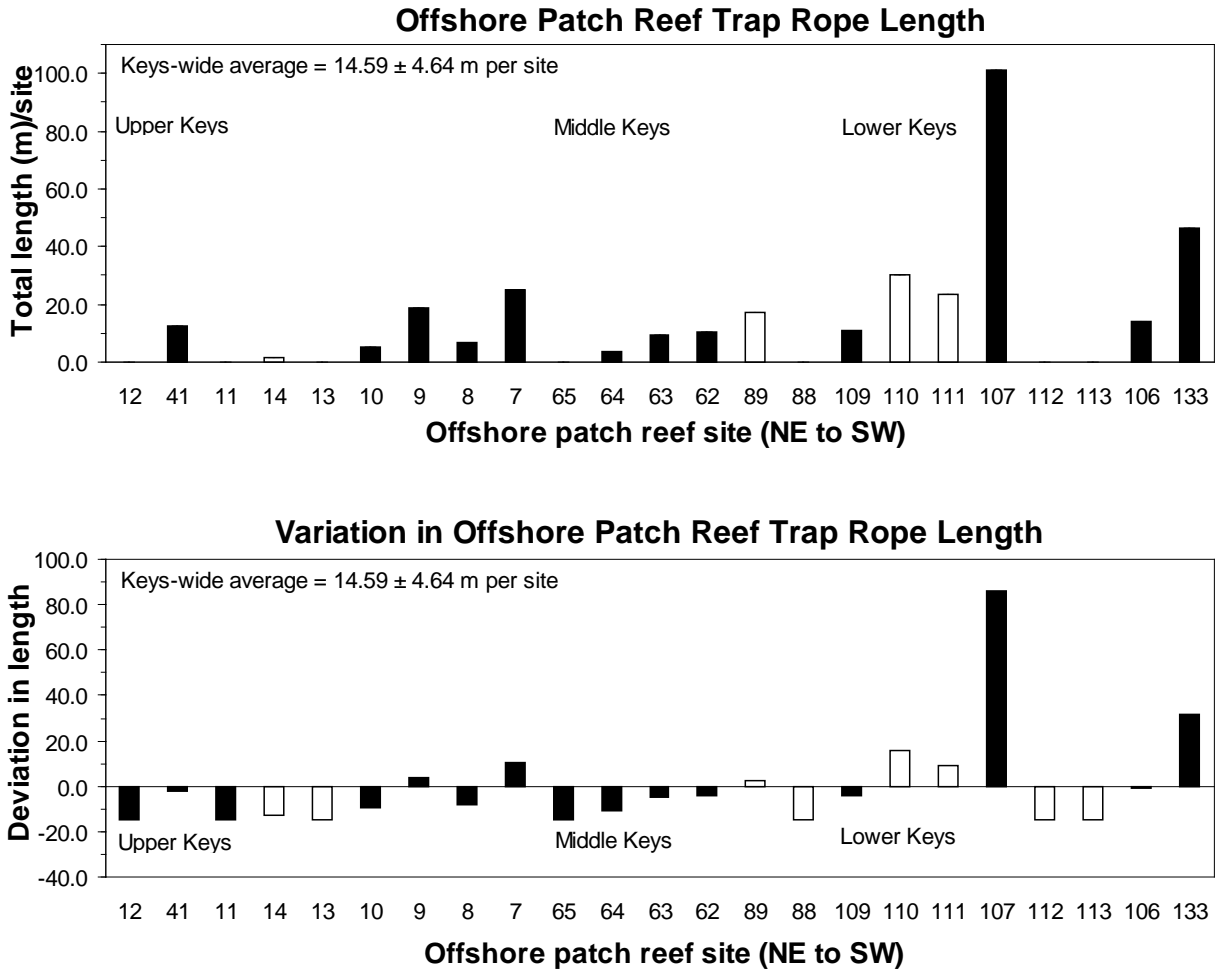 Offshore Patch Reef Trap Rope Length
Keys-wide average = 14.59 ± 4.64 m per site
Upper Keys
Middle Keys
Lower Keys
Total length (m)/site
100.0
80.0
60.0
40.0
20.0
0.0
12 41 11 14 13 10 9 8 7 65 64 63 62 89 88 109 110 111 107 112 113 106 133
Offshore patch reef site (NE to SW)
Variation in Offshore Patch Reef Trap Rope Length
Keys-wide average = 14.59 ± 4.64 m per site
Deviation in length
100.0
80.0
60.0
40.0
20.0
0.0
-20.0
-40.0
Upper Keys
Middle Keys
Lower Keys
12 41 11 14 13 10 9 8 7 65 64 63 62 89 88 109 110 111 107 112 113 106 133
Offshore patch reef site (NE to SW)